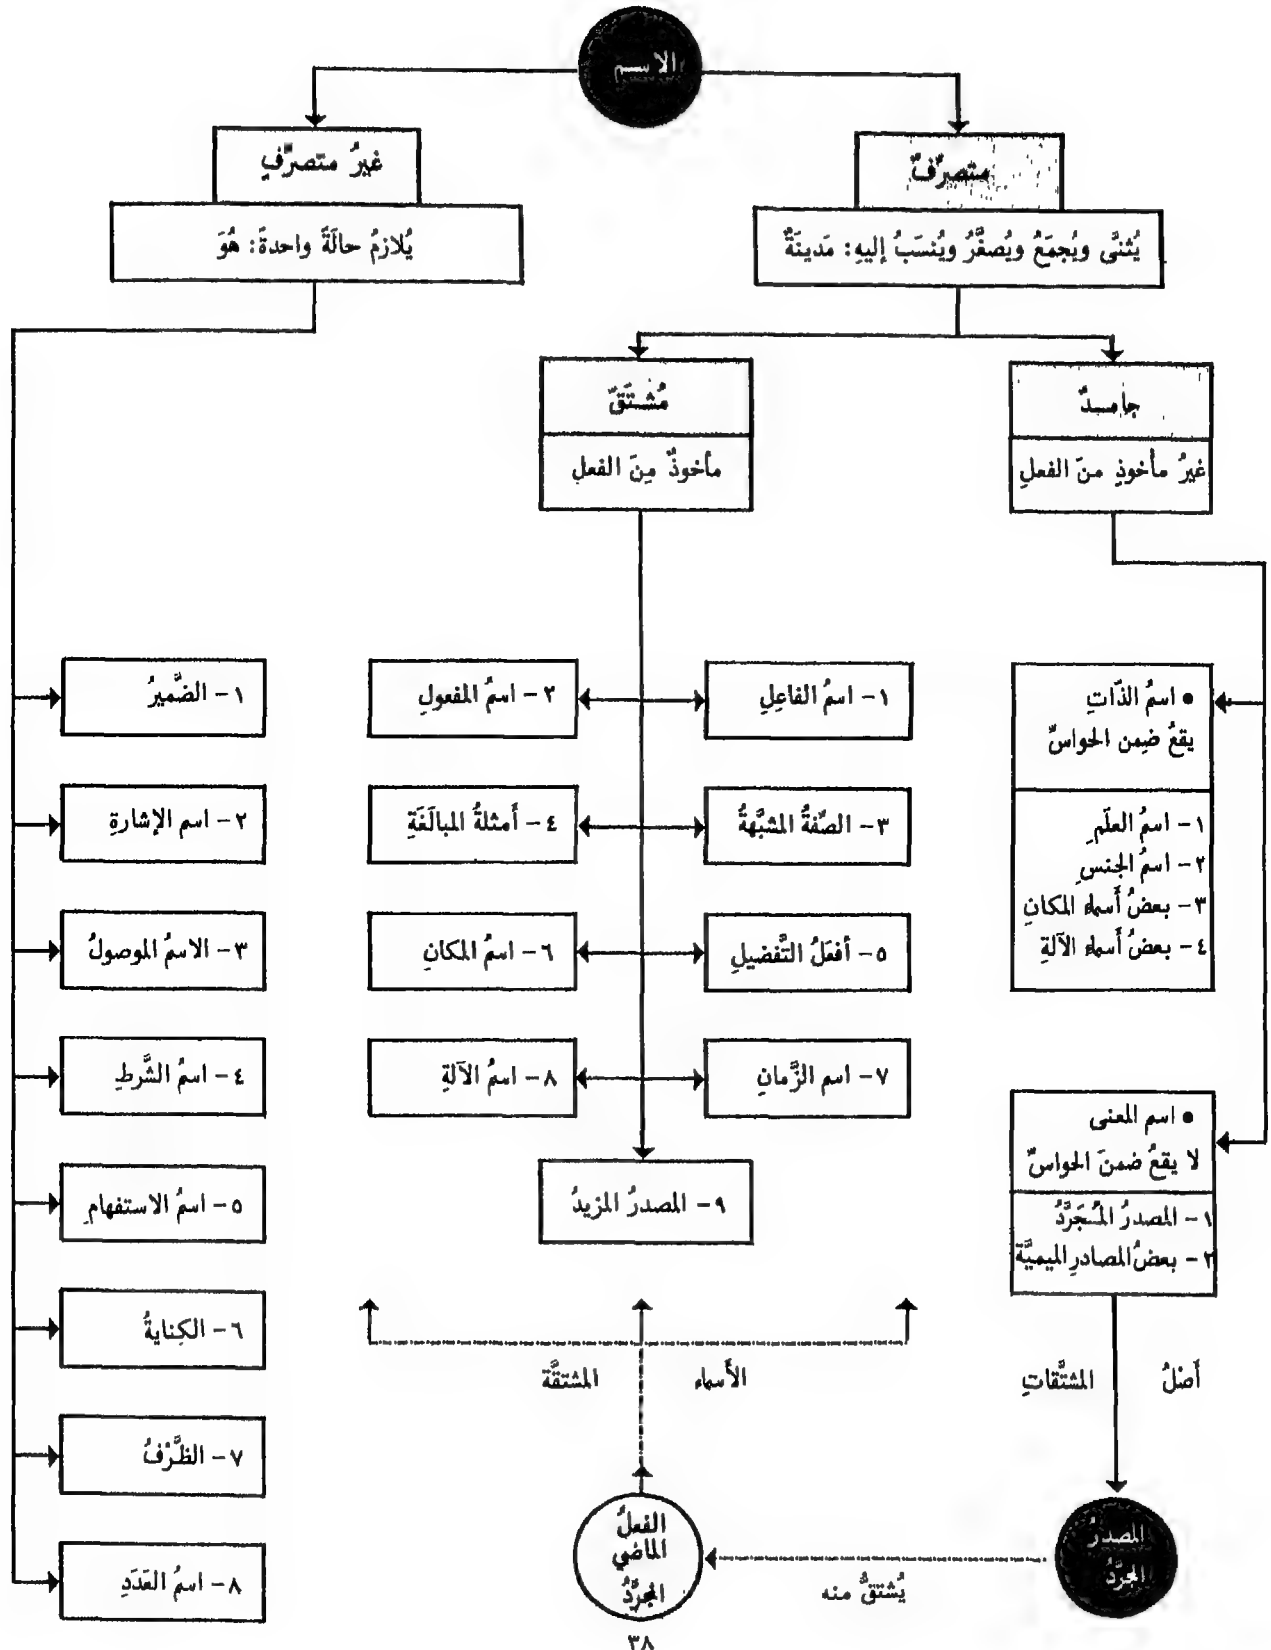 الاسم
متصرِّفٌ
غيرُ متصرِّفٍ
يُثنَّى ويُجمَعُ ويُصغَّرُ ويُنسَبُ إليهِ: مَدينَةٌ
يُلازمُ حالَةً واحدةً: هُوَ
جامدٌ
غيرُ مأخوذٍ منَ الفعلِ
مُشتَقّ
مأخوذٌ مِنَ الفعلِ
• اسمُ الذّاتِ
يقعُ ضِمن الحواسِّ
١- اسمُ العلَمِ
٢- اسمُ الجنسِ
٣- بعضُ أسماءِ المكانِ
٤- بعضُ أسماءِ الآلةِ
• اسم المعنى
لا يقعُ ضمنَ الحواسِّ
١- المصدرُ المُجَرَّدُ
٢- بعضُ المصادرِ الميميَّة
أَصْلُ المشتقّاتِ
المصدرُ
المجرَّدُ
١- اسمُ الفاعِلِ
٢- اسمُ المفعولِ
٣- الصِّفةُ المشبَّهةُ
٤- أمثلةُ المبالَغَةِ
٥- أفعَلُ التَّفضيلِ
٦- اسمُ المكانِ
٧- اسم الزَّمانِ
٨- اسمُ الآلةِ
٩- المصدرُ المزيدُ
الأَسماء المشتقَّة
الفعلُ
الماضي
المجرَّدُ
يُشتقُّ منه
١- الضَّميرُ
٢- اسم الإشارةِ
٣- الاسمُ الموصولُ
٤- اسمُ الشَّرطِ
٥- اسمُ الاستفهامِ
٦- الكِنايةُ
٧- الظَّرْفُ
٨- اسمُ العَدَدِ
٣٨